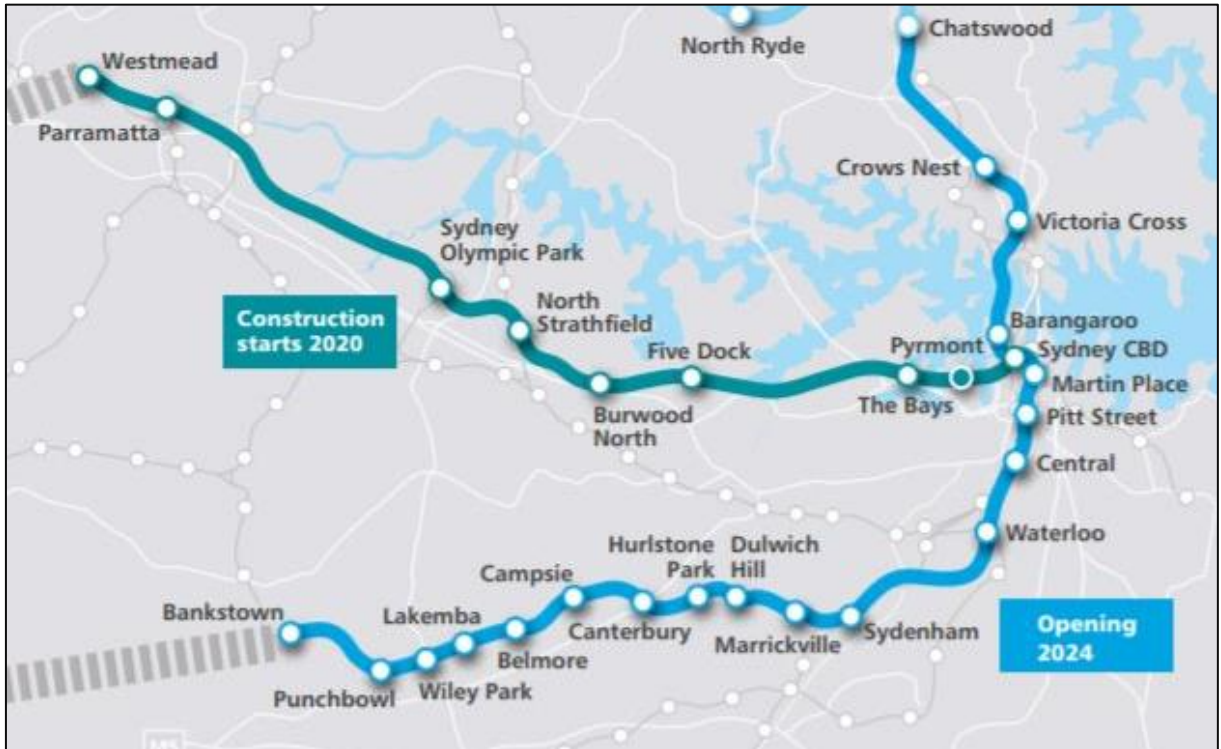 Westmead
Parramatta
North Ryde
Chatswood
Crows Nest
Victoria Cross
Sydney
Olympic Park
Construction
starts 2020
North
Strathfield
Five Dock
Burwood
North
Pyrmont
The Bays
Barangaroo
Sydney CBD
Martin Place
Pitt Street
Central
Waterloo
Hurlstone
Park
Dulwich
Hill
Campsie
Lakemba
Bankstown
Punchbowl
Wiley Park
Belmore
Canterbury
Marrickville
Sydenham
Opening
2024